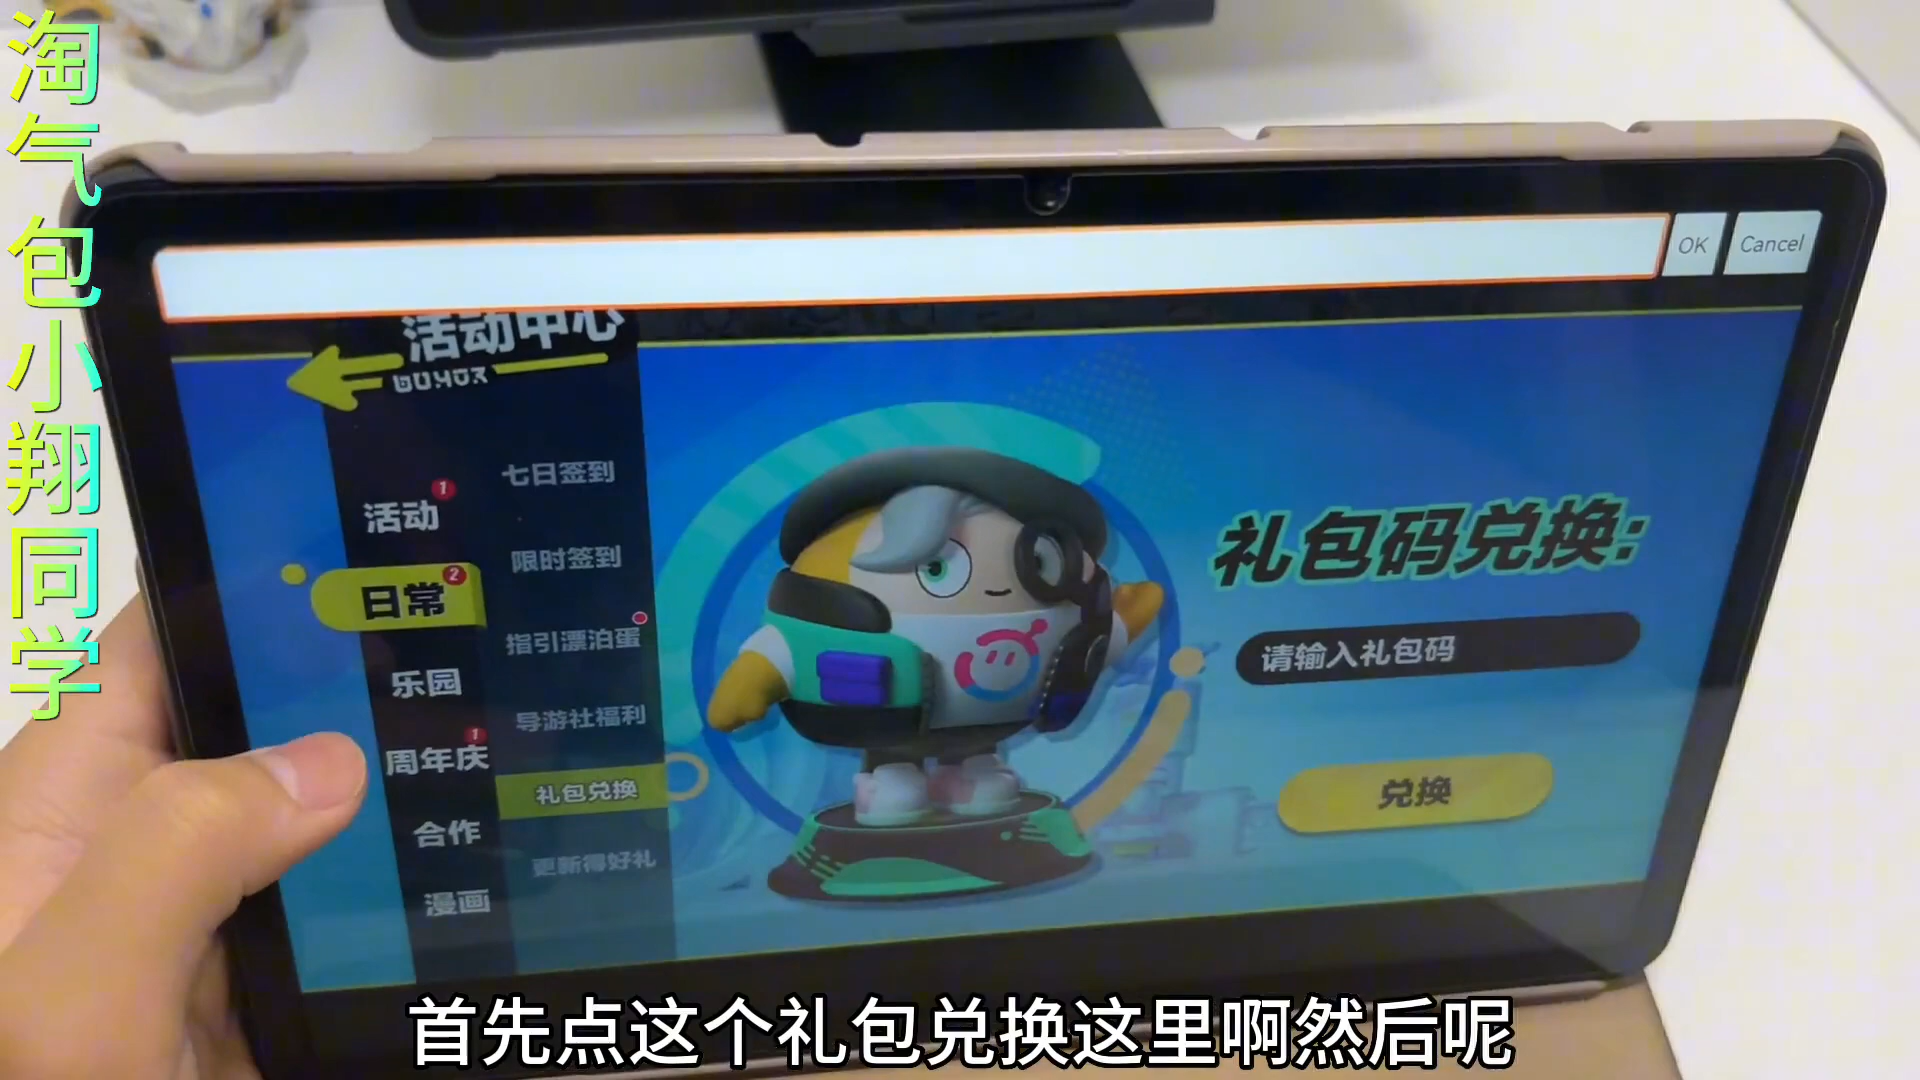 淘气包小翔同学
OK
Cancel
活动中心
七日签到
1
活动
限时签到
2
日常
指引漂泊蛋
乐园
导游社福利
1
周年庆
礼包兑换
合作
更新得好礼
漫画
礼包码兑换:
请输入礼包码
兑换
首先点这个礼包兑换这里啊然后呢